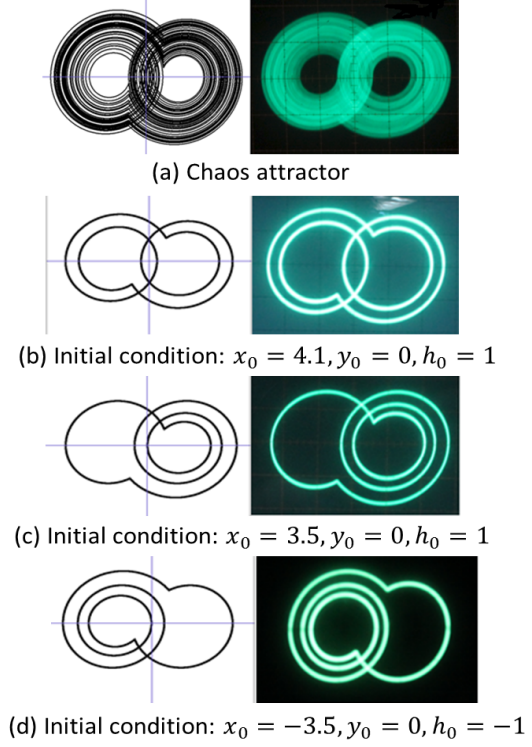 (a) Chaos attractor
(b) Initial condition: x₀ = 4.1, y₀ = 0, h₀ = 1
(c) Initial condition: x₀ = 3.5, y₀ = 0, h₀ = 1
(d) Initial condition: x₀ = −3.5, y₀ = 0, h₀ = −1